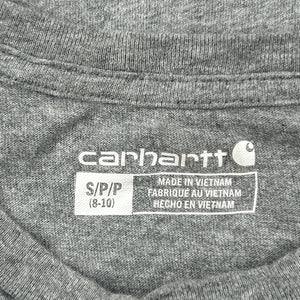 carhartt
S/P/P
(8-10)
MADE IN VIETNAM
FABRIQUÉ AU VIETNAM
HECHO EN VIETNAM